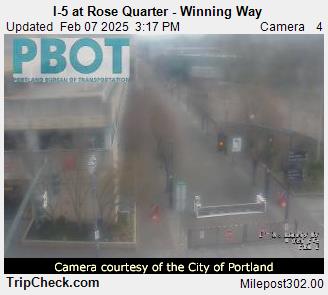 I-5 at Rose Quarter - Winning Way
Updated Feb 07 2025 3:17 PM Camera 4
PBOT
PORTLAND BUREAU OF TRANSPORTATION
Camera courtesy of the City of Portland
TripCheck.com Milepost302.00